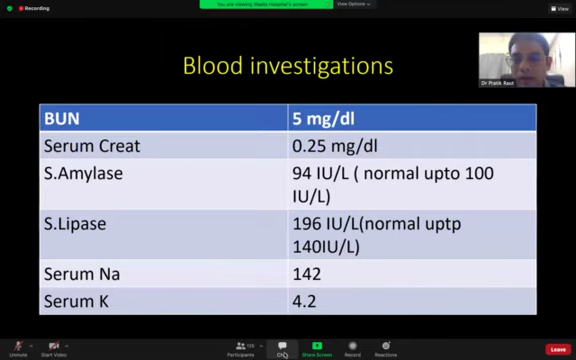 Recording
You are viewing Wadia Hospital's screen
View Options
View
Blood investigations
Dr Pratik Raut
BUN 5 mg/dl
Serum Creat 0.25 mg/dl
S.Amylase 94 IU/L ( normal upto 100
IU/L)
S.Lipase 196 IU/L(normal uptp
140IU/L)
Serum Na 142
Serum K 4.2
Unmute
Start Video
Participants
Share Screen
Record
Reactions
Leave